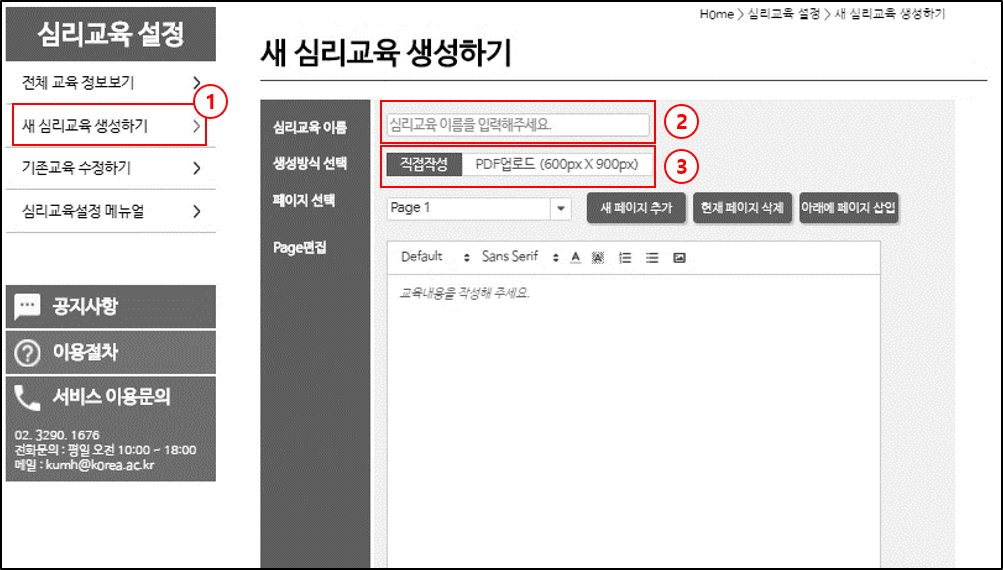 Home > 심리교육 설정 > 새 심리교육 생성하기
심리교육 설정
전체 교육 정보보기
1
새 심리교육 생성하기
기존교육 수정하기
심리교육설정 메뉴얼
공지사항
이용절차
서비스 이용문의
02. 3290. 1676
전화문의 : 평일 오전 10:00 ~ 18:00
메일 : kumh@korea.ac.kr
새 심리교육 생성하기
심리교육 이름
심리교육 이름을 입력해주세요.
2
생성방식 선택
직접작성 PDF업로드 (600px X 900px)
3
페이지 선택
Page 1
새 페이지 추가 현재 페이지 삭제 아래에 페이지 삽입
Page편집
Default Sans Serif A A
교육내용을 작성해 주세요.